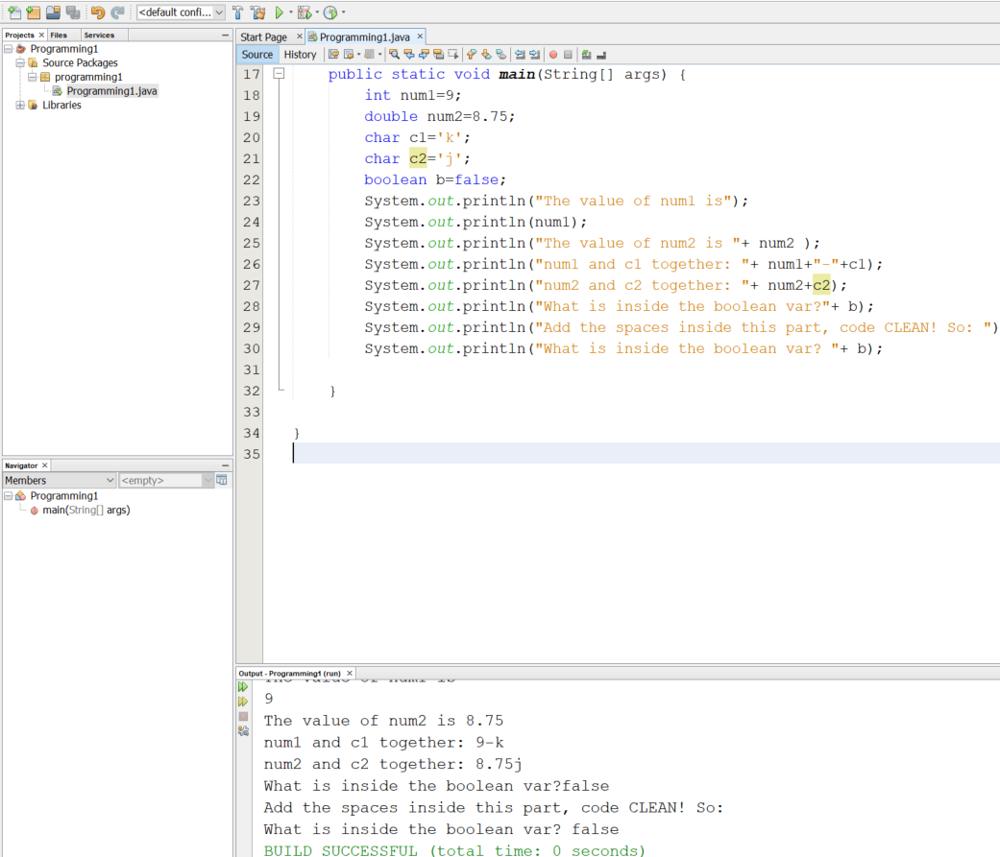 <default confi...
Projects Files Services
Programming1
Source Packages
programming1
Programming1.java
Libraries
Start Page Programming1.java
Source History
17 public static void main(String[] args) {
18 int num1=9;
19 double num2=8.75;
20 char c1='k';
21 char c2='j';
22 boolean b=false;
23 System.out.println("The value of num1 is");
24 System.out.println(num1);
25 System.out.println("The value of num2 is "+ num2 );
26 System.out.println("num1 and c1 together: "+ num1+"-"+c1);
27 System.out.println("num2 and c2 together: "+ num2+c2);
28 System.out.println("What is inside the boolean var?"+ b);
29 System.out.println("Add the spaces inside this part, code CLEAN! So: ")
30 System.out.println("What is inside the boolean var? "+ b);
31
32 }
33
34 }
35
Navigator
Members <empty>
Programming1
main(String[] args)
Output - Programming1 (run)
The value of num1 is
9
The value of num2 is 8.75
num1 and c1 together: 9-k
num2 and c2 together: 8.75j
What is inside the boolean var?false
Add the spaces inside this part, code CLEAN! So:
What is inside the boolean var? false
BUILD SUCCESSFUL (total time: 0 seconds)